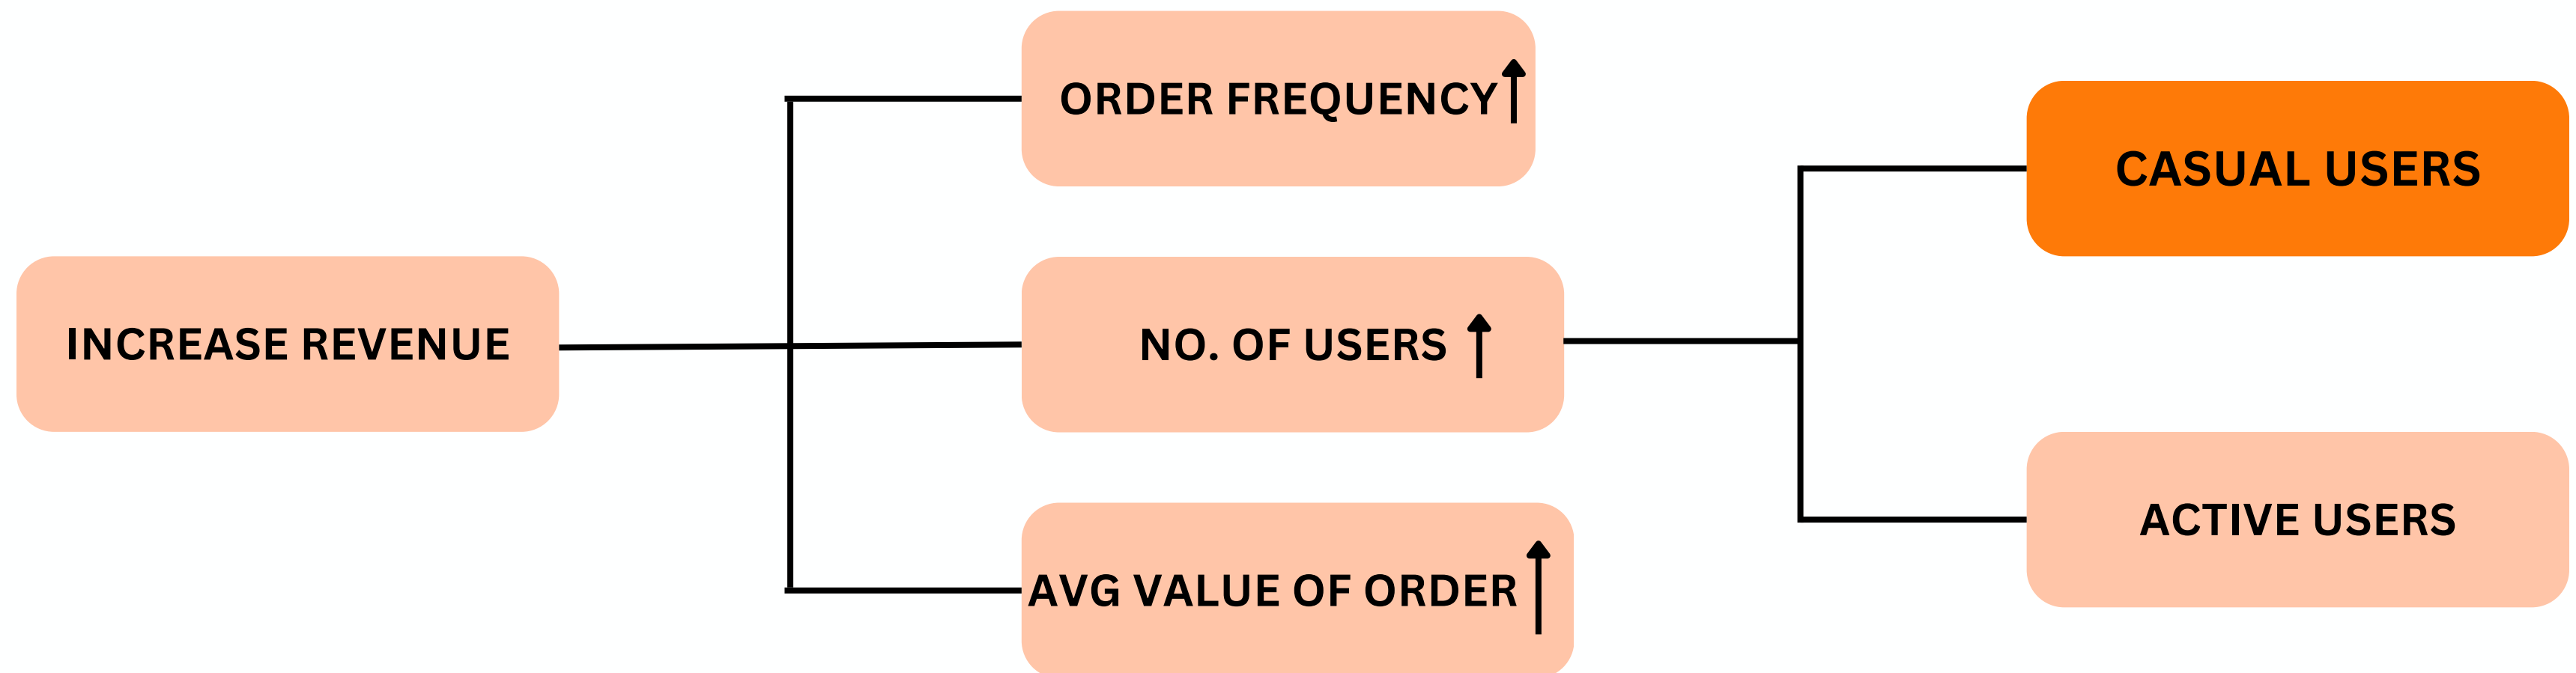 INCREASE REVENUE
ORDER FREQUENCY
NO. OF USERS
AVG VALUE OF ORDER
CASUAL USERS
ACTIVE USERS